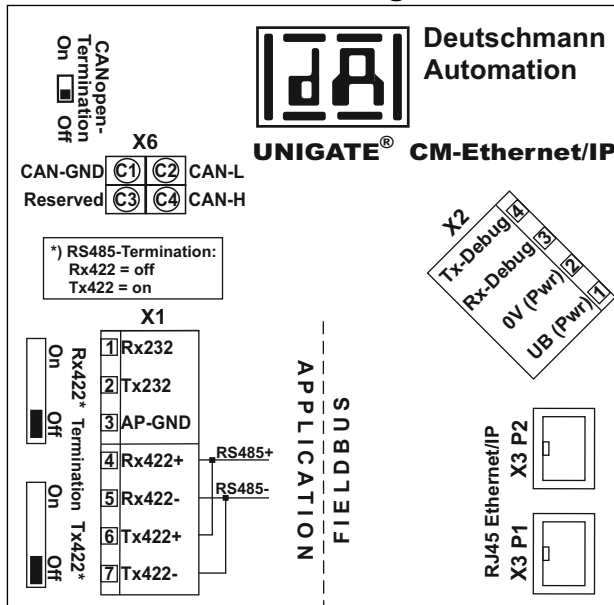 CANopen-
Termination
On
Off
dA
Deutschmann
Automation
UNIGATE® CM-Ethernet/IP
X6
CAN-GND C1 C2 CAN-L
Reserved C3 C4 CAN-H
*) RS485-Termination:
Rx422 = off
Tx422 = on
X2
Tx-Debug 4
Rx-Debug 3
0V (Pwr) 2
UB (Pwr) 1
X1
1 Rx232
2 Tx232
3 AP-GND
4 Rx422+
5 Rx422-
6 Tx422+
7 Tx422-
RS485+
RS485-
On
Off
Rx422* Termination Tx422*
On
Off
APPLICATION
FIELDBUS
RJ45 Ethernet/IP
X3 P2
X3 P1